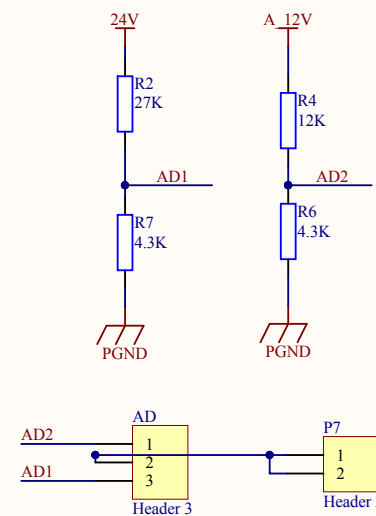 24V
A_12V
R2
27K
R4
12K
AD1
AD2
R7
4.3K
R6
4.3K
PGND
PGND
AD
P7
AD2
1
2
AD1
3
1
2
Header 3
Header